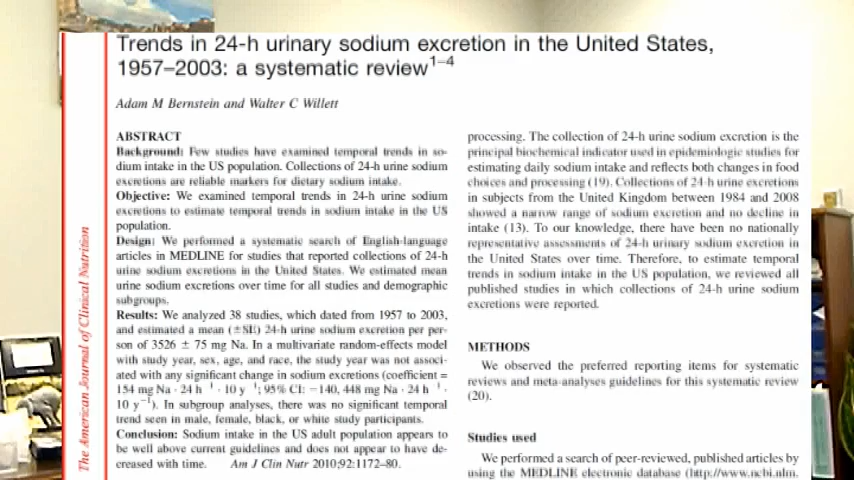 Trends in 24-h urinary sodium excretion in the United States,
1957–2003: a systematic review1–4
Adam M Bernstein and Walter C Willett
ABSTRACT
Background: Few studies have examined temporal trends in so-
dium intake in the US population. Collections of 24-h urine sodium
excretions are reliable markers for dietary sodium intake.
Objective: We examined temporal trends in 24-h urine sodium
excretions to estimate temporal trends in sodium intake in the US
population.
Design: We performed a systematic search of English-language
articles in MEDLINE for studies that reported collections of 24-h
urine sodium excretions in the United States. We estimated mean
urine sodium excretions over time for all studies and demographic
subgroups.
Results: We analyzed 38 studies, which dated from 1957 to 2003,
and estimated a mean (±SE) 24-h urine sodium excretion per per-
son of 3526 ± 75 mg Na. In a multivariate random-effects model
with study year, sex, age, and race, the study year was not associ-
ated with any significant change in sodium excretions (coefficient =
154 mg Na · 24 h−1 · 10 y−1; 95% CI: −140, 448 mg Na · 24 h−1 ·
10 y−1). In subgroup analyses, there was no significant temporal
trend seen in male, female, black, or white study participants.
Conclusion: Sodium intake in the US adult population appears to
be well above current guidelines and does not appear to have de-
creased with time. Am J Clin Nutr 2010;92:1172–80.
processing. The collection of 24-h urine sodium excretion is the
principal biochemical indicator used in epidemiologic studies for
estimating daily sodium intake and reflects both changes in food
choices and processing (19). Collections of 24-h urine excretions
in subjects from the United Kingdom between 1984 and 2008
showed a narrow range of sodium excretion and no decline in
intake (13). To our knowledge, there have been no nationally
representative assessments of 24-h urinary sodium excretion in
the United States over time. Therefore, to estimate temporal
trends in sodium intake in the US population, we reviewed all
published studies in which collections of 24-h urine sodium
excretions were reported.
METHODS
We observed the preferred reporting items for systematic
reviews and meta-analyses guidelines for this systematic review
(20).
Studies used
We performed a search of peer-reviewed, published articles by
using the MEDLINE electronic database (http://www.ncbi.nlm.
The American Journal of Clinical Nutrition